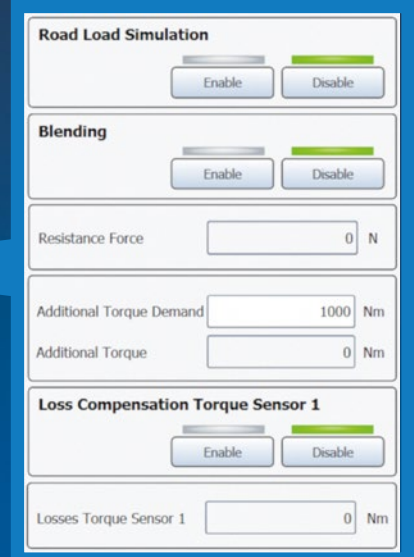 Road Load Simulation
Enable Disable
Blending
Enable Disable
Resistance Force 0 N
Additional Torque Demand 1000 Nm
Additional Torque 0 Nm
Loss Compensation Torque Sensor 1
Enable Disable
Losses Torque Sensor 1 0 Nm